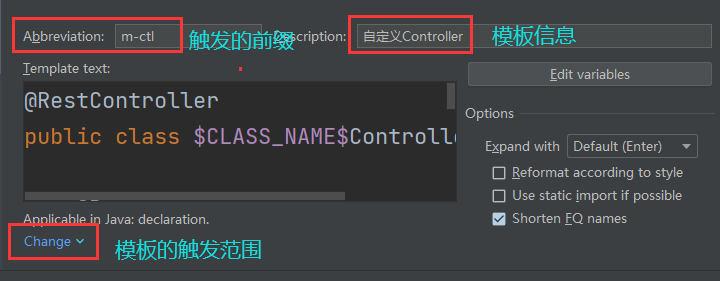 Abbreviation: m-ctl 触发的前缀 Description: 自定义Controller 模板信息
Template text:
Edit variables
@RestController
public class $CLASS_NAME$Controlle
Options
Expand with Default (Enter)
Reformat according to style
Use static import if possible
Shorten FQ names
Applicable in Java: declaration.
Change 模板的触发范围